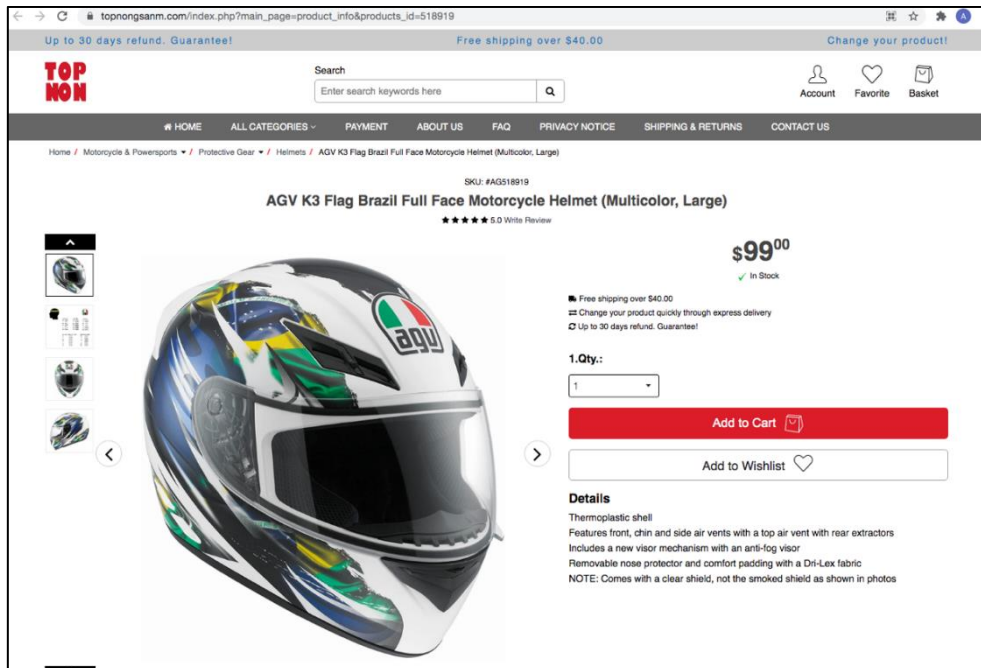 topnongsanm.com/index.php?main_page=product_info&products_id=518919
A
Up to 30 days refund. Guarantee!
Free shipping over $40.00
Change your product!
TOP
NON
Search
Enter search keywords here
Account
Favorite
Basket
HOME
ALL CATEGORIES
PAYMENT
ABOUT US
FAQ
PRIVACY NOTICE
SHIPPING & RETURNS
CONTACT US
Home / Motorcycle & Powersports / Protective Gear / Helmets / AGV K3 Flag Brazil Full Face Motorcycle Helmet (Multicolor, Large)
SKU: #AG518919
AGV K3 Flag Brazil Full Face Motorcycle Helmet (Multicolor, Large)
5.0 Write Review
agv
$9900
In Stock
Free shipping over $40.00
Change your product quickly through express delivery
Up to 30 days refund. Guarantee!
1.Qty.:
1
Add to Cart
Add to Wishlist
Details
Thermoplastic shell
Features front, chin and side air vents with a top air vent with rear extractors
Includes a new visor mechanism with an anti-fog visor
Removable nose protector and comfort padding with a Dri-Lex fabric
NOTE: Comes with a clear shield, not the smoked shield as shown in photos